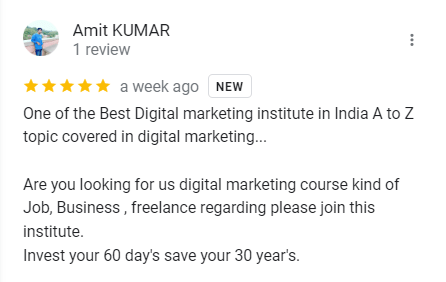 Amit KUMAR
1 review
a week ago NEW
One of the Best Digital marketing institute in India A to Z
topic covered in digital marketing...
Are you looking for us digital marketing course kind of
Job, Business , freelance regarding please join this
institute.
Invest your 60 day's save your 30 year's.